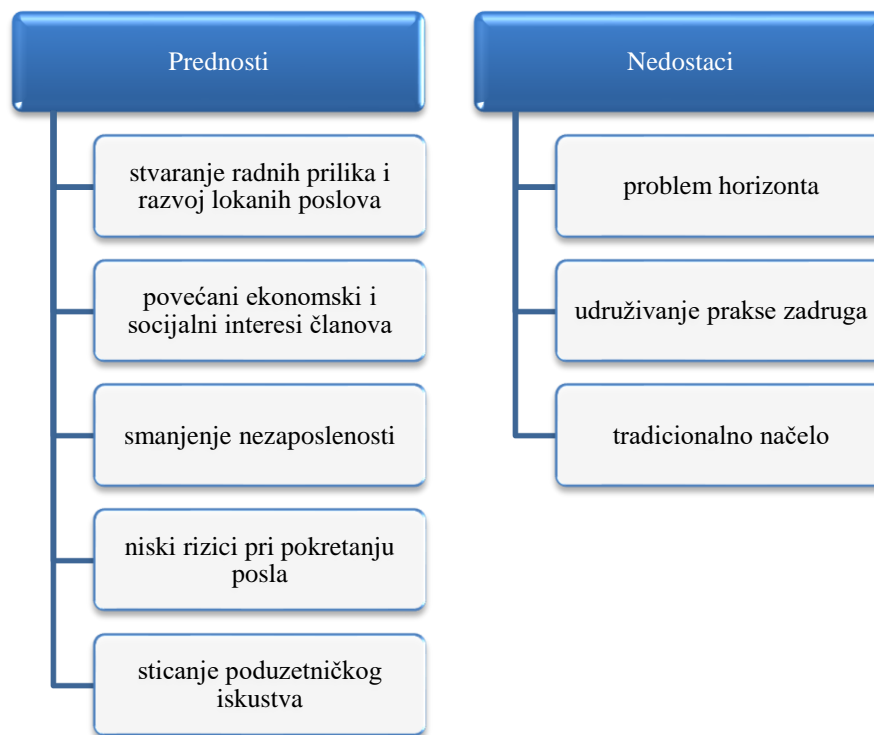 Prednosti
stvaranje radnih prilika i
razvoj lokanih poslova
povećani ekonomski i
socijalni interesi članova
smanjenje nezaposlenosti
niski rizici pri pokretanju
posla
sticanje poduzetničkog
iskustva
Nedostaci
problem horizonta
udruživanje prakse zadruga
tradicionalno načelo